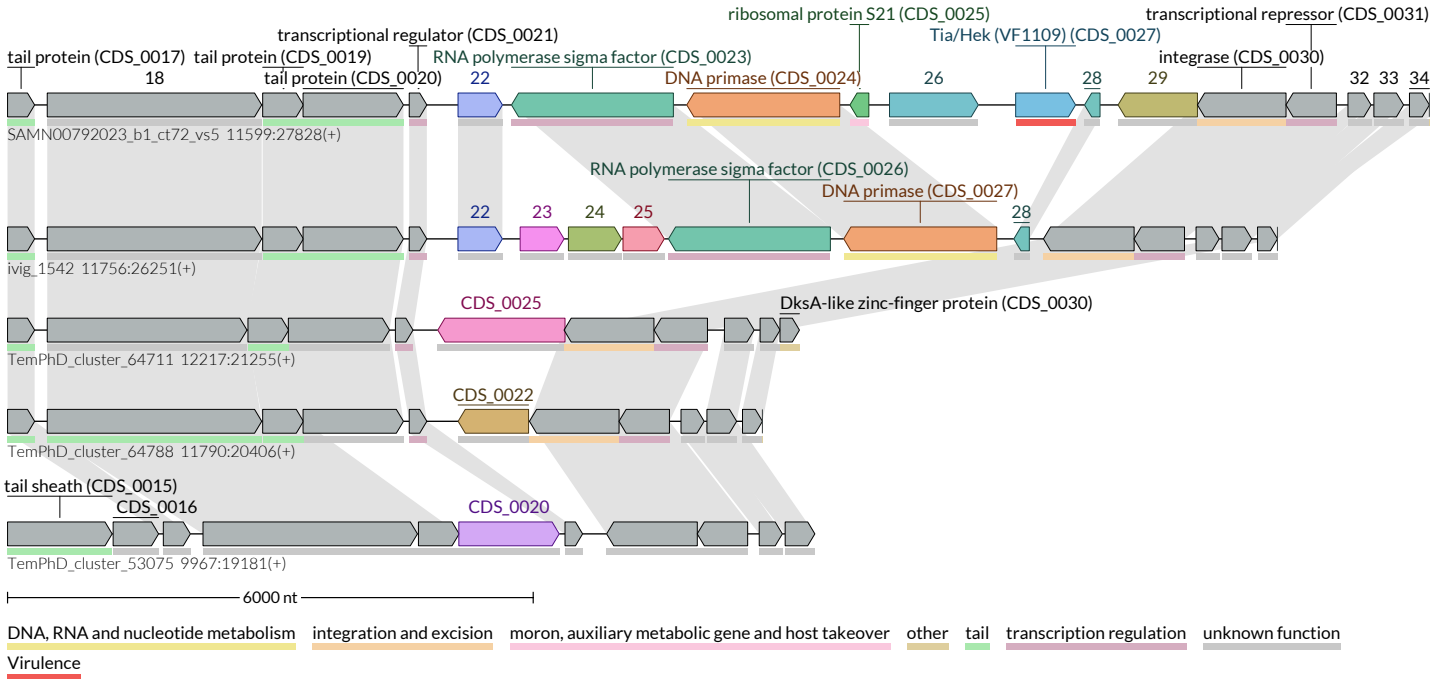 ribosomal protein S21 (CDS_0025) transcriptional repressor (CDS_0031)
transcriptional regulator (CDS_0021) Tia/Hek (VF1109) (CDS_0027)
tail protein (CDS_0017) tail protein (CDS_0019) RNA polymerase sigma factor (CDS_0023) integrase (CDS_0030)
18 tail protein (CDS_0020) 22 DNA primase (CDS_0024) 26 28 29 32 33 34
SAMN00792023_b1_ct72_vs5 11599:27828(+)
RNA polymerase sigma factor (CDS_0026)
DNA primase (CDS_0027)
22 23 24 25 28
ivig_1542 11756:26251(+)
CDS_0025 DksA-like zinc-finger protein (CDS_0030)
TemPhD_cluster_64711 12217:21255(+)
CDS_0022
TemPhD_cluster_64788 11790:20406(+)
tail sheath (CDS_0015)
CDS_0016 CDS_0020
TemPhD_cluster_53075 9967:19181(+)
6000 nt
DNA, RNA and nucleotide metabolism integration and excision moron, auxiliary metabolic gene and host takeover other tail transcription regulation unknown function
Virulence